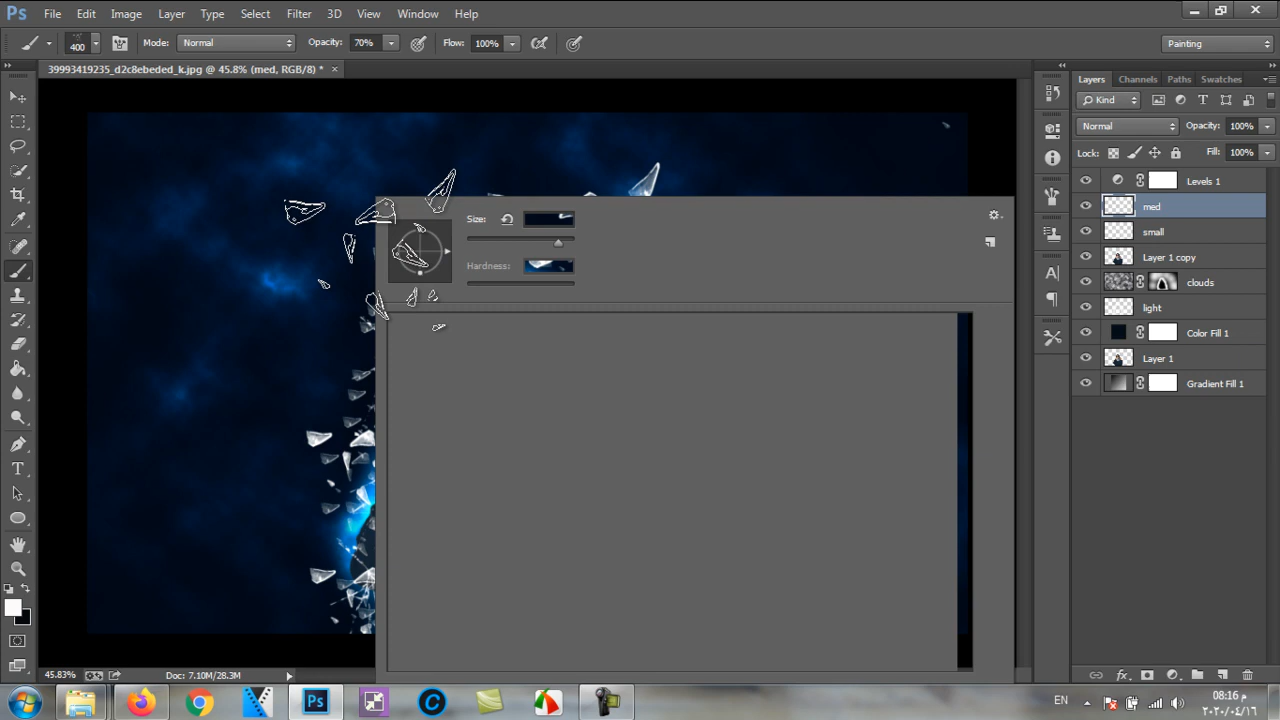 Ps File Edit Image Layer Type Select Filter 3D View Window Help
400 Mode: Normal Opacity: 70% Flow: 100% Painting
39993419235_d2c8ebeded_k.jpg @ 45.8% (med, RGB/8) * ×
Layers Channels Paths Swatches
Kind
Normal Opacity: 100%
Lock: Fill: 100%
Levels 1
med
small
Layer 1 copy
clouds
light
Color Fill 1
Layer 1
Gradient Fill 1
Size:
Hardness:
45.83% Doc: 7.10M/28.3M
EN
08:16 م
٢٠٢٠/٠٤/١٦